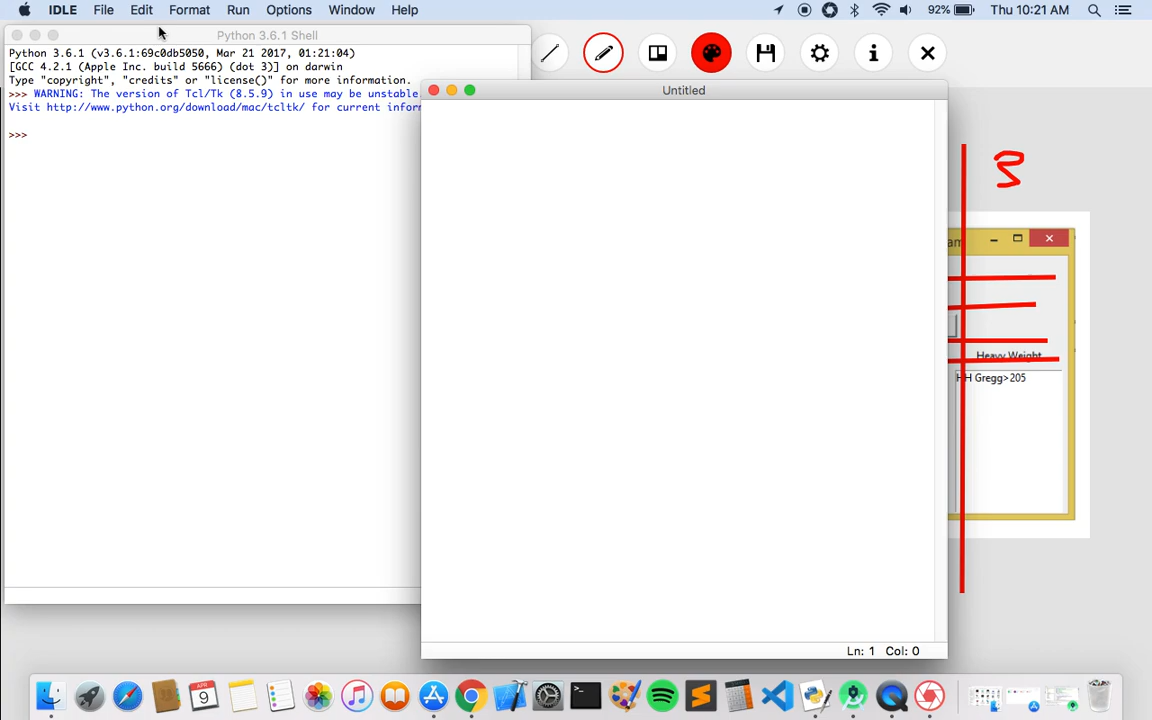 IDLE File Edit Format Run Options Window Help 92% Thu 10:21 AM
Python 3.6.1 Shell
Python 3.6.1 (v3.6.1:69c0db5050, Mar 21 2017, 01:21:04)
[GCC 4.2.1 (Apple Inc. build 5666) (dot 3)] on darwin
Type "copyright", "credits" or "license()" for more information.
>>> WARNING: The version of Tcl/Tk (8.5.9) in use may be unstable.
Visit http://www.python.org/download/mac/tcltk/ for current infor
>>>
Untitled
3
am
Heavy Weight
HH Gregg>205
Ln: 1 Col: 0
9